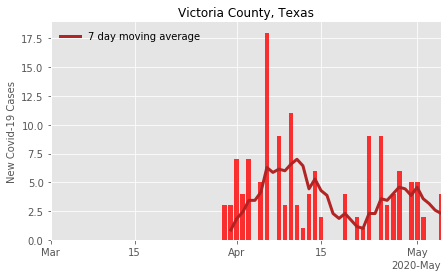 Victoria County, Texas
7 day moving average
New Covid-19 Cases
17.5
15.0
12.5
10.0
7.5
5.0
2.5
0.0
Mar 15 Apr 15 May
2020-May